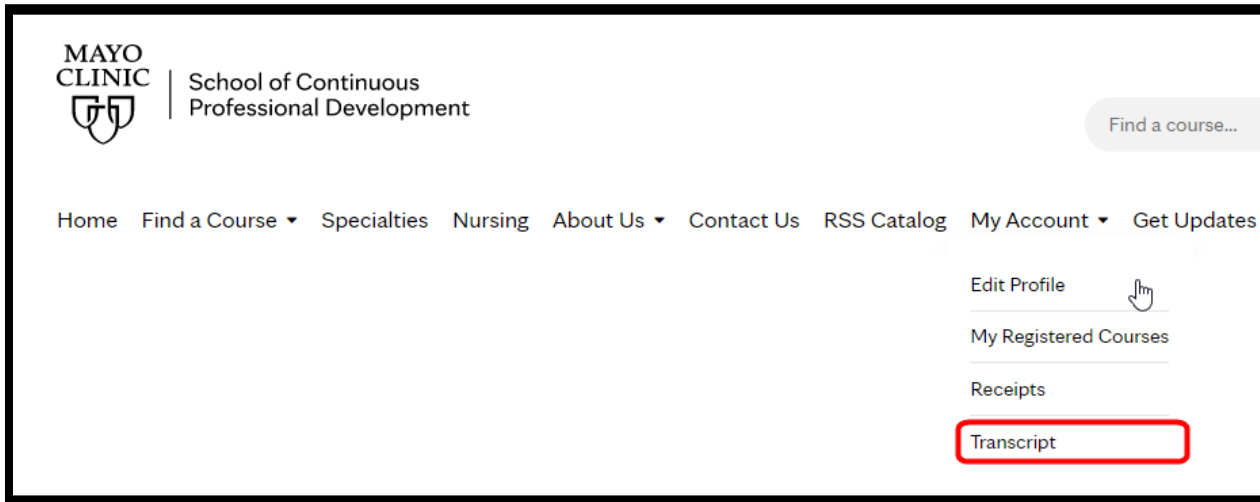 MAYO
CLINIC
School of Continuous
Professional Development
Find a course...
Home Find a Course Specialties Nursing About Us Contact Us RSS Catalog My Account Get Updates
Edit Profile
My Registered Courses
Receipts
Transcript